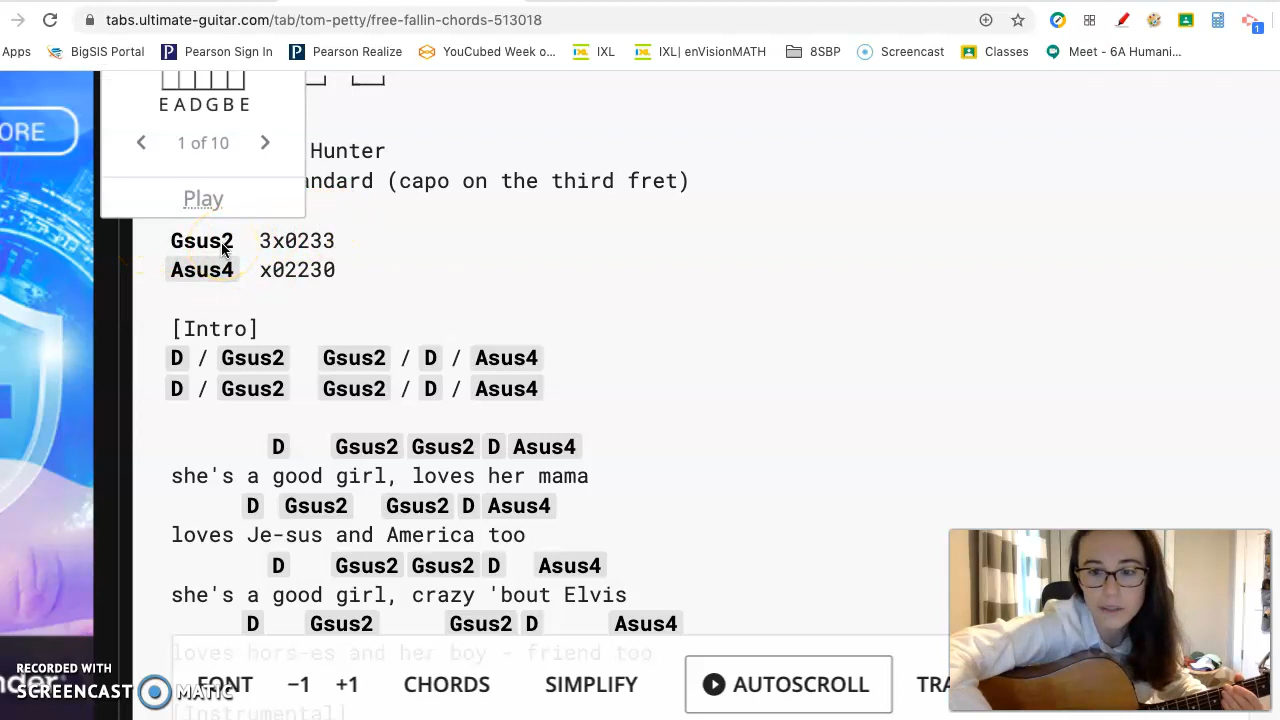 tabs.ultimate-guitar.com/tab/tom-petty/free-fallin-chords-513018
1
Apps BigSIS Portal Pearson Sign In Pearson Realize YouCubed Week o... IXL IXL| enVisionMATH 8SBP Screencast Classes Meet - 6A Humani...
ORE
E A D G B E
1 of 10
Hunter
andard (capo on the third fret)
Play
Gsus2 3x0233
Asus4 x02230
[Intro]
D / Gsus2 Gsus2 / D / Asus4
D / Gsus2 Gsus2 / D / Asus4
D Gsus2 Gsus2 D Asus4
she's a good girl, loves her mama
D Gsus2 Gsus2 D Asus4
loves Je-sus and America too
D Gsus2 Gsus2 D Asus4
she's a good girl, crazy 'bout Elvis
D Gsus2 Gsus2 D Asus4
loves hors-es and her boy - friend too
RECORDED WITH
SCREENCAST MATIC
FONT −1 +1 CHORDS SIMPLIFY AUTOSCROLL TRA
[Instrumental]